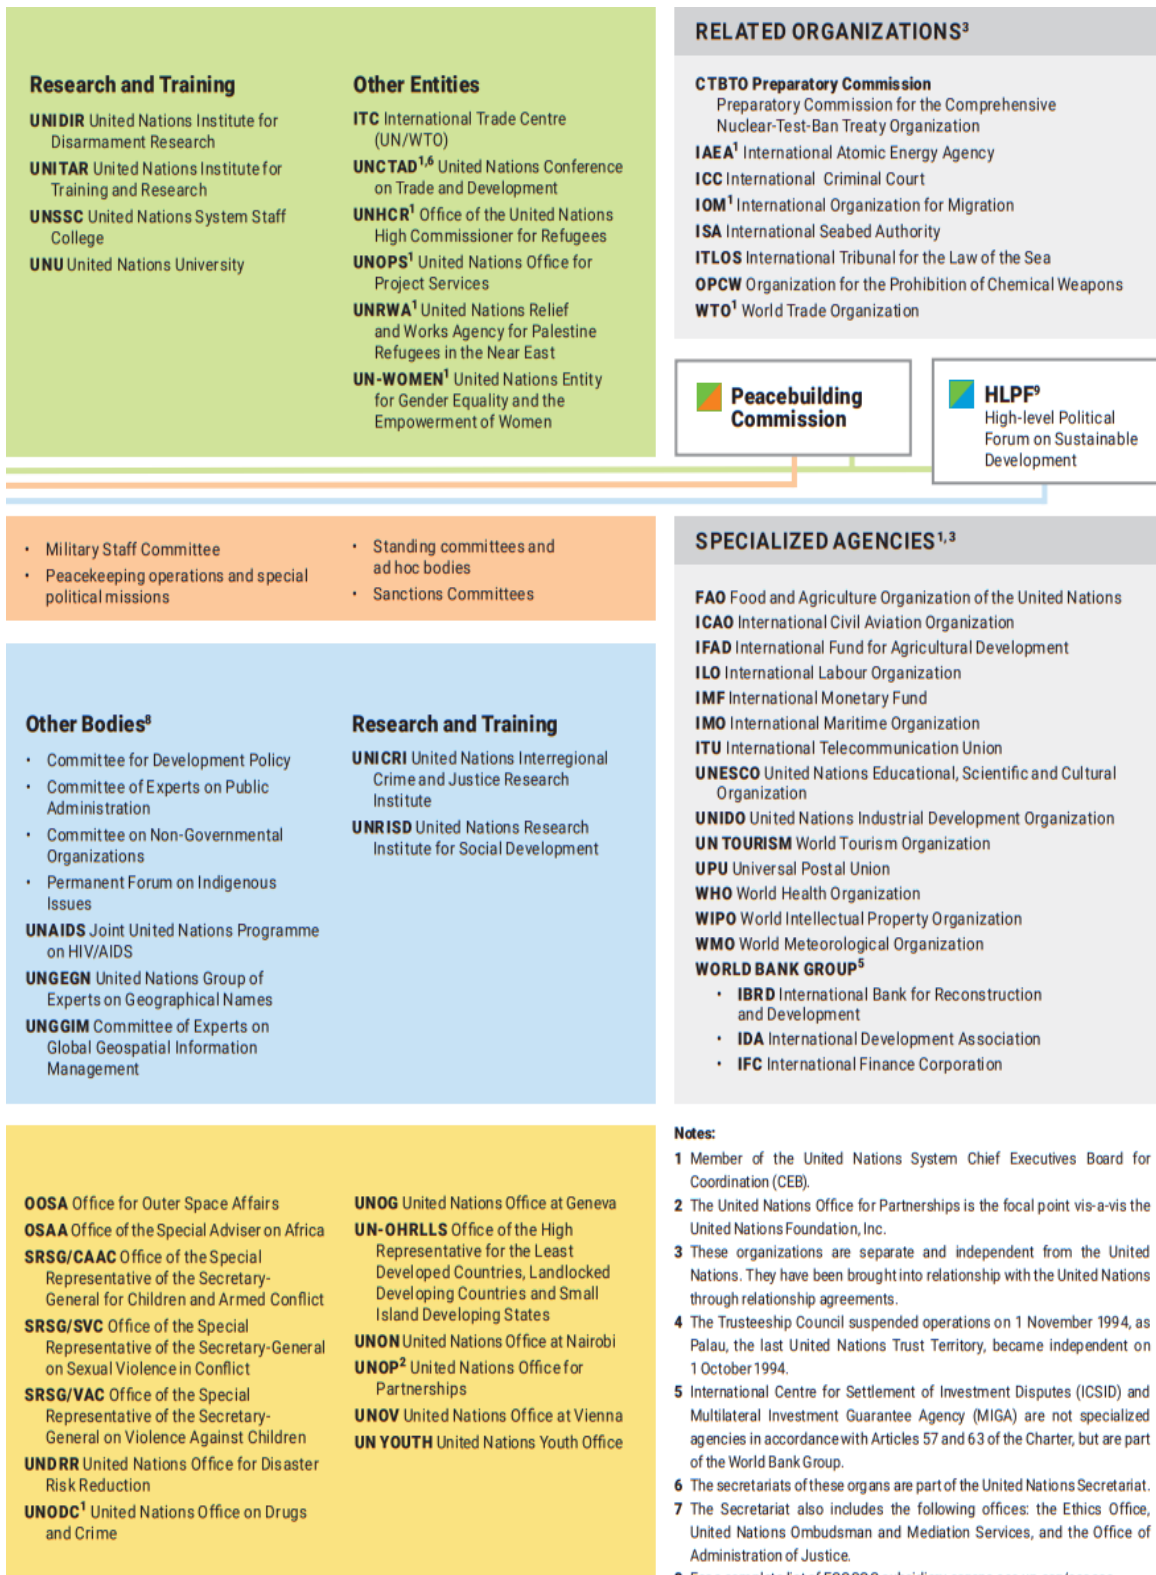 Research and Training
UNIDIR United Nations Institute for
Disarmament Research
UNITAR United Nations Institute for
Training and Research
UNSSC United Nations System Staff
College
UNU United Nations University
Other Entities
ITC International Trade Centre
(UN/WTO)
UNCTAD1,6 United Nations Conference
on Trade and Development
UNHCR1 Office of the United Nations
High Commissioner for Refugees
UNOPS1 United Nations Office for
Project Services
UNRWA1 United Nations Relief
and Works Agency for Palestine
Refugees in the Near East
UN-WOMEN1 United Nations Entity
for Gender Equality and the
Empowerment of Women
RELATED ORGANIZATIONS3
CTBTO Preparatory Commission
Preparatory Commission for the Comprehensive
Nuclear-Test-Ban Treaty Organization
IAEA1 International Atomic Energy Agency
ICC International Criminal Court
IOM1 International Organization for Migration
ISA International Seabed Authority
ITLOS International Tribunal for the Law of the Sea
OPCW Organization for the Prohibition of Chemical Weapons
WTO1 World Trade Organization
Peacebuilding
Commission
HLPF9
High-level Political
Forum on Sustainable
Development
• Military Staff Committee
• Peacekeeping operations and special
political missions
• Standing committees and
ad hoc bodies
• Sanctions Committees
Other Bodies8
• Committee for Development Policy
• Committee of Experts on Public
Administration
• Committee on Non-Governmental
Organizations
• Permanent Forum on Indigenous
Issues
UNAIDS Joint United Nations Programme
on HIV/AIDS
UNGEGN United Nations Group of
Experts on Geographical Names
UNGGIM Committee of Experts on
Global Geospatial Information
Management
Research and Training
UNICRI United Nations Interregional
Crime and Justice Research
Institute
UNRISD United Nations Research
Institute for Social Development
SPECIALIZED AGENCIES1,3
FAO Food and Agriculture Organization of the United Nations
ICAO International Civil Aviation Organization
IFAD International Fund for Agricultural Development
ILO International Labour Organization
IMF International Monetary Fund
IMO International Maritime Organization
ITU International Telecommunication Union
UNESCO United Nations Educational, Scientific and Cultural
Organization
UNIDO United Nations Industrial Development Organization
UN TOURISM World Tourism Organization
UPU Universal Postal Union
WHO World Health Organization
WIPO World Intellectual Property Organization
WMO World Meteorological Organization
WORLD BANK GROUP5
• IBRD International Bank for Reconstruction
and Development
• IDA International Development Association
• IFC International Finance Corporation
OOSA Office for Outer Space Affairs
OSAA Office of the Special Adviser on Africa
SRSG/CAAC Office of the Special
Representative of the Secretary-
General for Children and Armed Conflict
SRSG/SVC Office of the Special
Representative of the Secretary-General
on Sexual Violence in Conflict
SRSG/VAC Office of the Special
Representative of the Secretary-
General on Violence Against Children
UNDRR United Nations Office for Disaster
Risk Reduction
UNODC1 United Nations Office on Drugs
and Crime
UNOG United Nations Office at Geneva
UN-OHRLLS Office of the High
Representative for the Least
Developed Countries, Landlocked
Developing Countries and Small
Island Developing States
UNON United Nations Office at Nairobi
UNOP2 United Nations Office for
Partnerships
UNOV United Nations Office at Vienna
UN YOUTH United Nations Youth Office
Notes:
1 Member of the United Nations System Chief Executives Board for
Coordination (CEB).
2 The United Nations Office for Partnerships is the focal point vis-a-vis the
United Nations Foundation, Inc.
3 These organizations are separate and independent from the United
Nations. They have been brought into relationship with the United Nations
through relationship agreements.
4 The Trusteeship Council suspended operations on 1 November 1994, as
Palau, the last United Nations Trust Territory, became independent on
1 October 1994.
5 International Centre for Settlement of Investment Disputes (ICSID) and
Multilateral Investment Guarantee Agency (MIGA) are not specialized
agencies in accordance with Articles 57 and 63 of the Charter, but are part
of the World Bank Group.
6 The secretariats of these organs are part of the United Nations Secretariat.
7 The Secretariat also includes the following offices: the Ethics Office,
United Nations Ombudsman and Mediation Services, and the Office of
Administration of Justice.